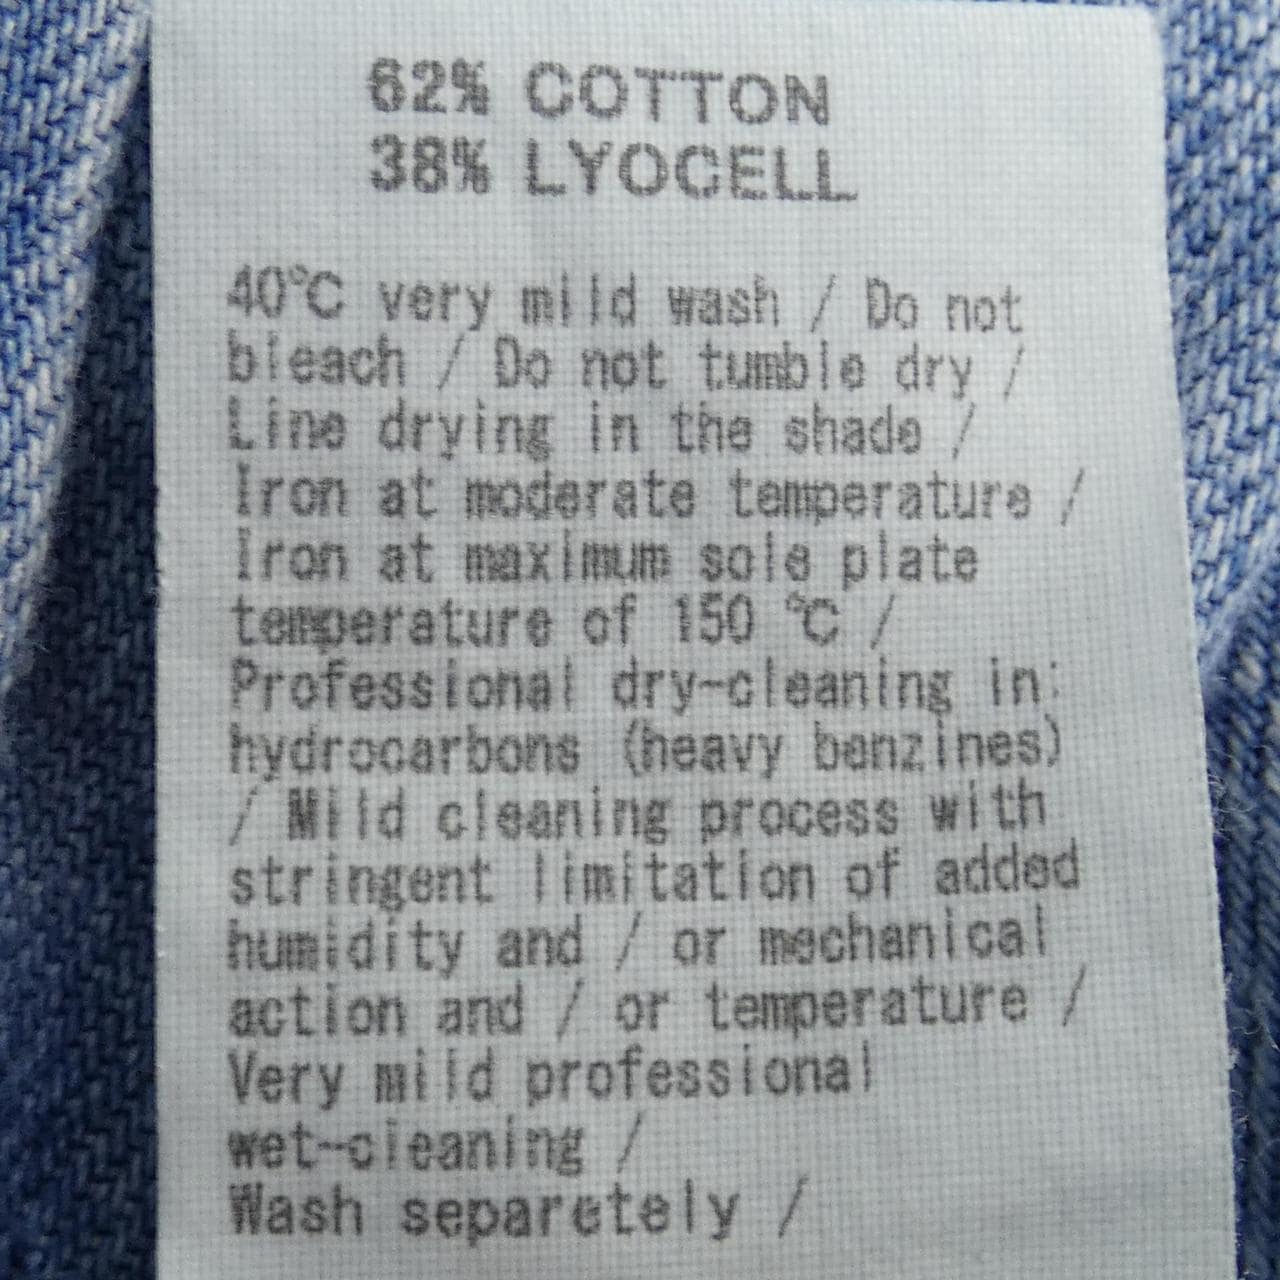 62% COTTON
38% LYOCELL
40°C very mild wash / Do not
bleach / Do not tumble dry /
Line drying in the shade /
Iron at moderate temperature /
Iron at maximum sole plate
temperature of 150 °C /
Professional dry-cleaning in:
hydrocarbons (heavy benzines)
/ Mild cleaning process with
stringent limitation of added
humidity and / or mechanical
action and / or temperature /
Very mild professional
wet-cleaning /
Wash separetely /